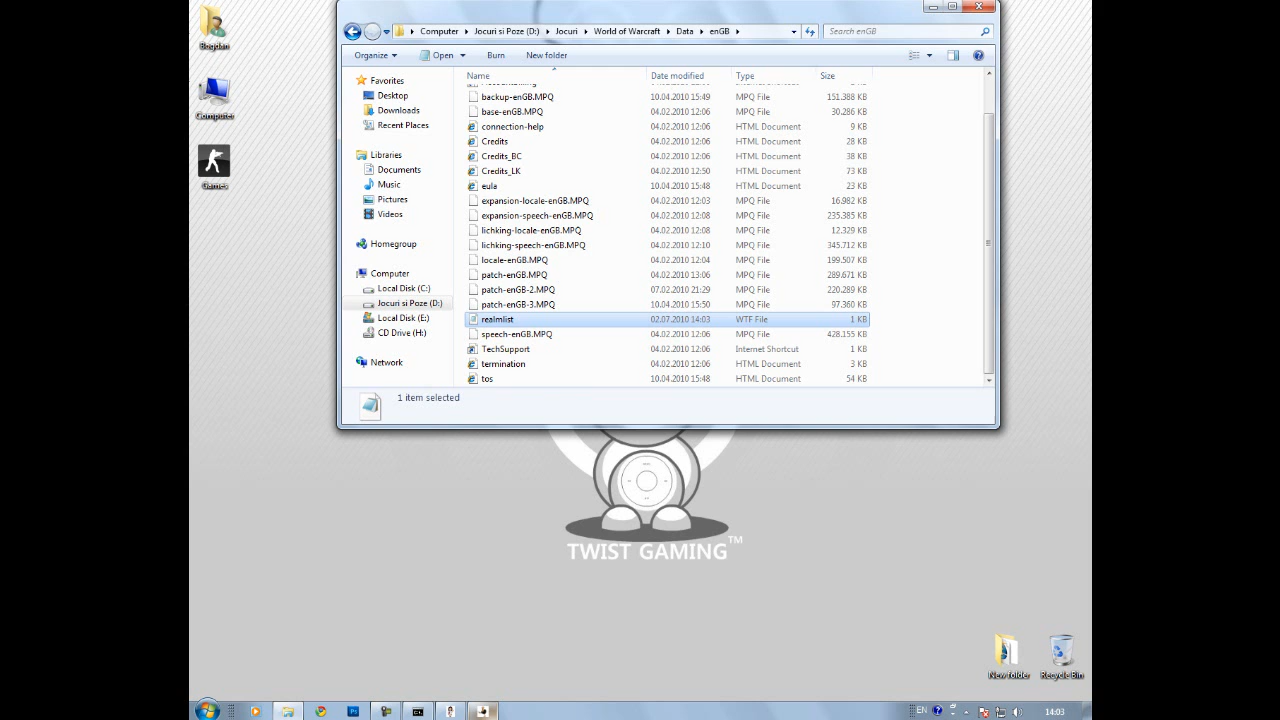 Bogdan
Computer
Games
Computer Jocuri si Poze (D:) Jocuri World of Warcraft Data enGB
Search enGB
Organize Open Burn New folder
Favorites
Desktop
Downloads
Recent Places
Libraries
Documents
Music
Pictures
Videos
Homegroup
Computer
Local Disk (C:)
Jocuri si Poze (D:)
Local Disk (E:)
CD Drive (H:)
Network
Name Date modified Type Size
backup-enGB.MPQ 10.04.2010 15:49 MPQ File 151.388 KB
base-enGB.MPQ 04.02.2010 12:06 MPQ File 30.286 KB
connection-help 04.02.2010 12:06 HTML Document 9 KB
Credits 04.02.2010 12:06 HTML Document 28 KB
Credits_BC 04.02.2010 12:06 HTML Document 38 KB
Credits_LK 04.02.2010 12:50 HTML Document 73 KB
eula 10.04.2010 15:48 HTML Document 23 KB
expansion-locale-enGB.MPQ 04.02.2010 12:03 MPQ File 16.982 KB
expansion-speech-enGB.MPQ 04.02.2010 12:08 MPQ File 235.385 KB
lichking-locale-enGB.MPQ 04.02.2010 12:08 MPQ File 12.329 KB
lichking-speech-enGB.MPQ 04.02.2010 12:10 MPQ File 345.712 KB
locale-enGB.MPQ 04.02.2010 12:04 MPQ File 199.507 KB
patch-enGB.MPQ 04.02.2010 13:06 MPQ File 289.671 KB
patch-enGB-2.MPQ 07.02.2010 21:29 MPQ File 220.289 KB
patch-enGB-3.MPQ 10.04.2010 15:50 MPQ File 97.360 KB
realmlist 02.07.2010 14:03 WTF File 1 KB
speech-enGB.MPQ 04.02.2010 12:06 MPQ File 428.155 KB
TechSupport 04.02.2010 12:06 Internet Shortcut 1 KB
termination 04.02.2010 12:06 HTML Document 3 KB
tos 10.04.2010 15:48 HTML Document 54 KB
1 item selected
TWIST GAMING™
New folder
Recycle Bin
EN
14:03